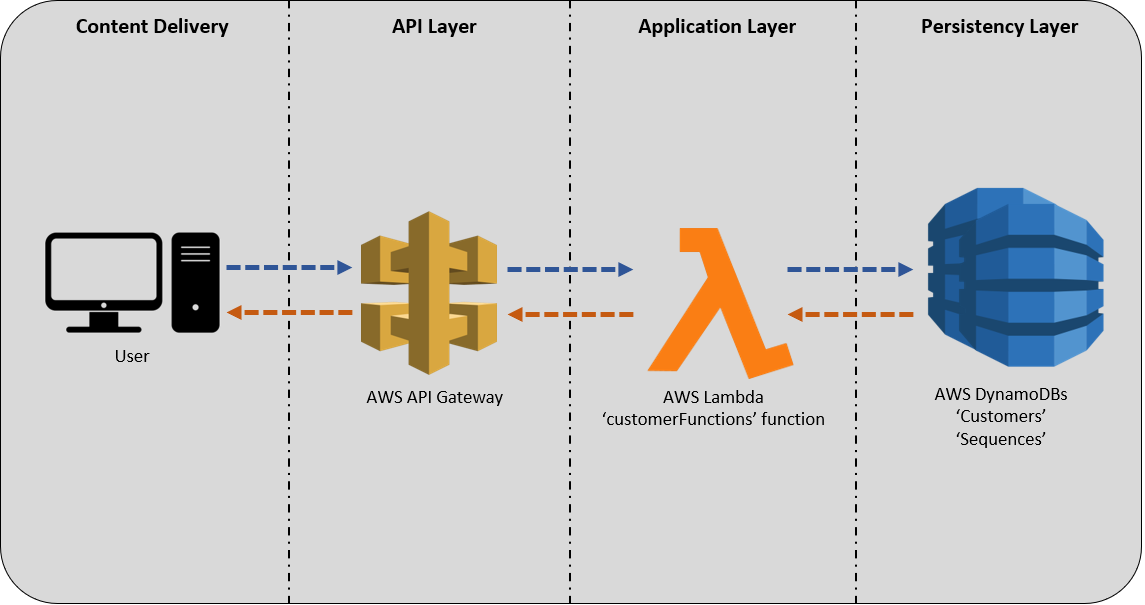 Content Delivery
API Layer
Application Layer
Persistency Layer
User
AWS API Gateway
AWS Lambda
‘customerFunctions’ function
AWS DynamoDBs
‘Customers’
‘Sequences’